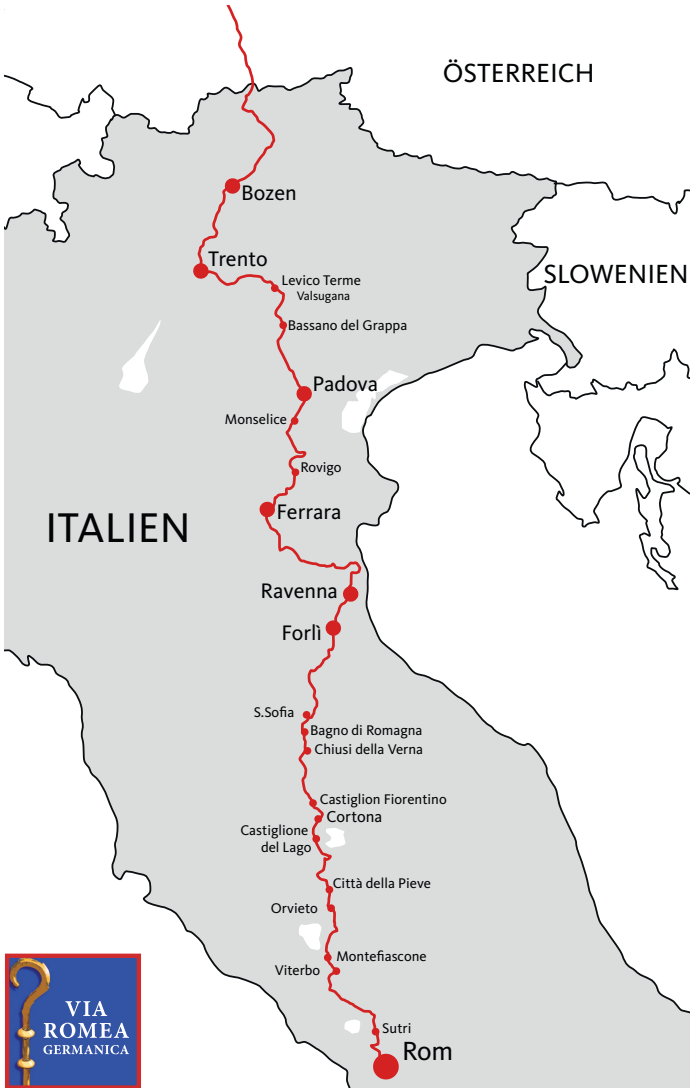 ÖSTERREICH
Bozen
Trento
SLOWENIEN
Levico Terme
Valsugana
Bassano del Grappa
Padova
Monselice
Rovigo
Ferrara
ITALIEN
Ravenna
Forlì
S.Sofia
Bagno di Romagna
Chiusi della Verna
Castiglion Fiorentino
Cortona
Castiglione
del Lago
Città della Pieve
Orvieto
Montefiascone
Viterbo
VIA
ROMEA
GERMANICA
Sutri
Rom